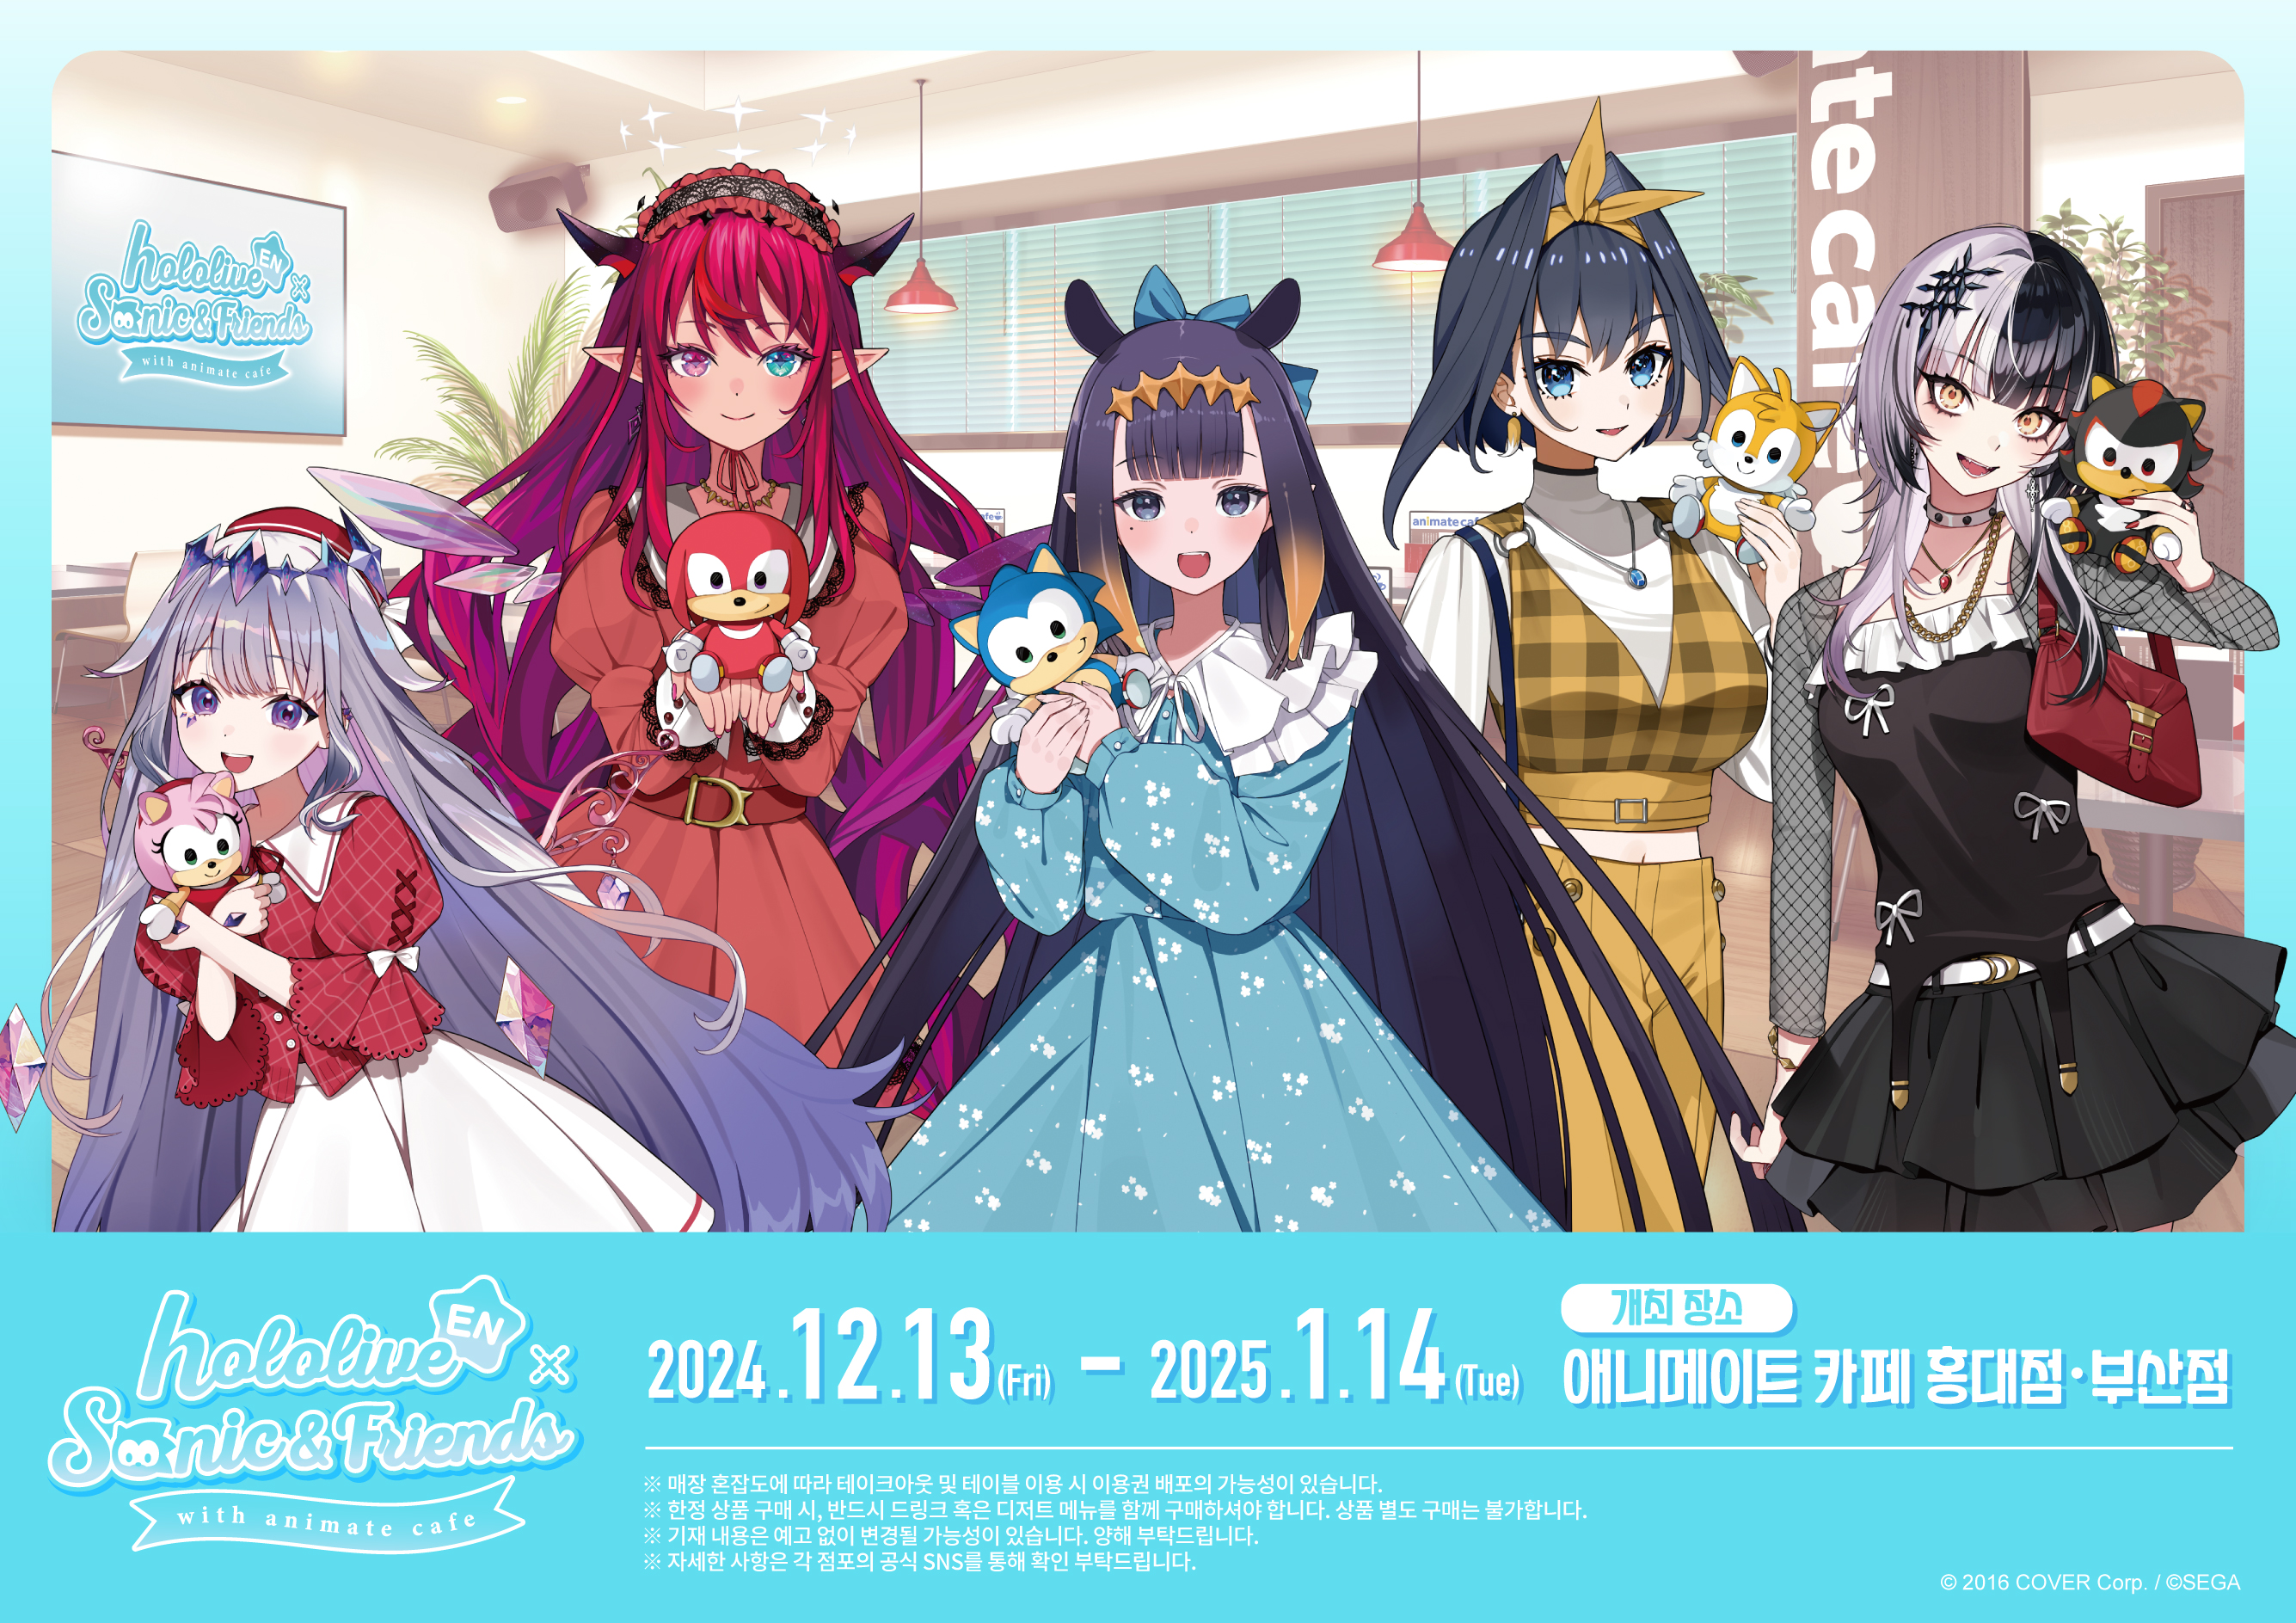 hololive EN ×
Sonic & Friends
with animate cafe
animate cafe
hololive EN ×
Sonic & Friends
with animate cafe
2024.12.13(Fri) – 2025.1.14(Tue)
개최 장소
애니메이트 카페 홍대점·부산점
※ 매장 혼잡도에 따라 테이크아웃 및 테이블 이용 시 이용권 배포의 가능성이 있습니다.
※ 한정 상품 구매 시, 반드시 드링크 혹은 디저트 메뉴를 함께 구매하셔야 합니다. 상품 별도 구매는 불가합니다.
※ 기재 내용은 예고 없이 변경될 가능성이 있습니다. 양해 부탁드립니다.
※ 자세한 사항은 각 점포의 공식 SNS를 통해 확인 부탁드립니다.
© 2016 COVER Corp. / ©SEGA